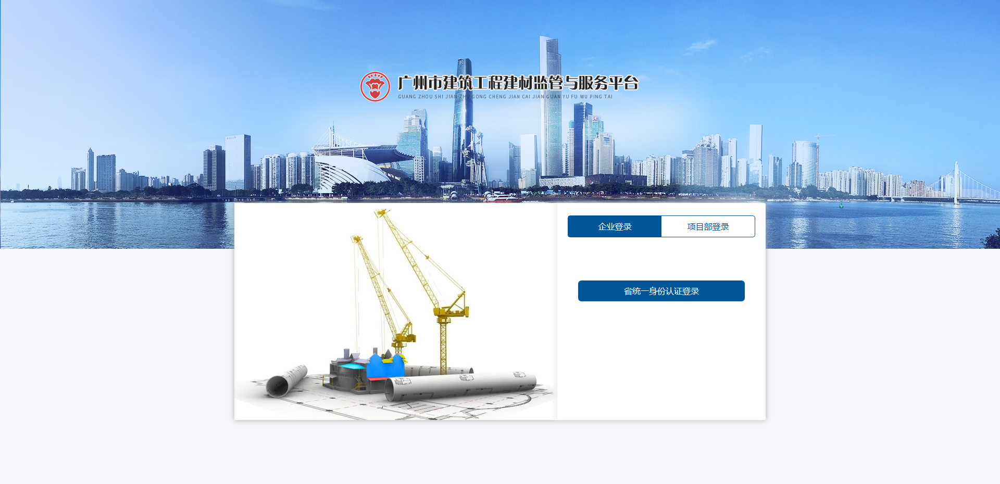 广州市建筑工程建材监管与服务平台
GUANG ZHOU SHI JIAN ZHU GONG CHENG JIAN CAI JIAN GUAN YU FU WU PING TAI
企业登录
项目部登录
省统一身份认证登录